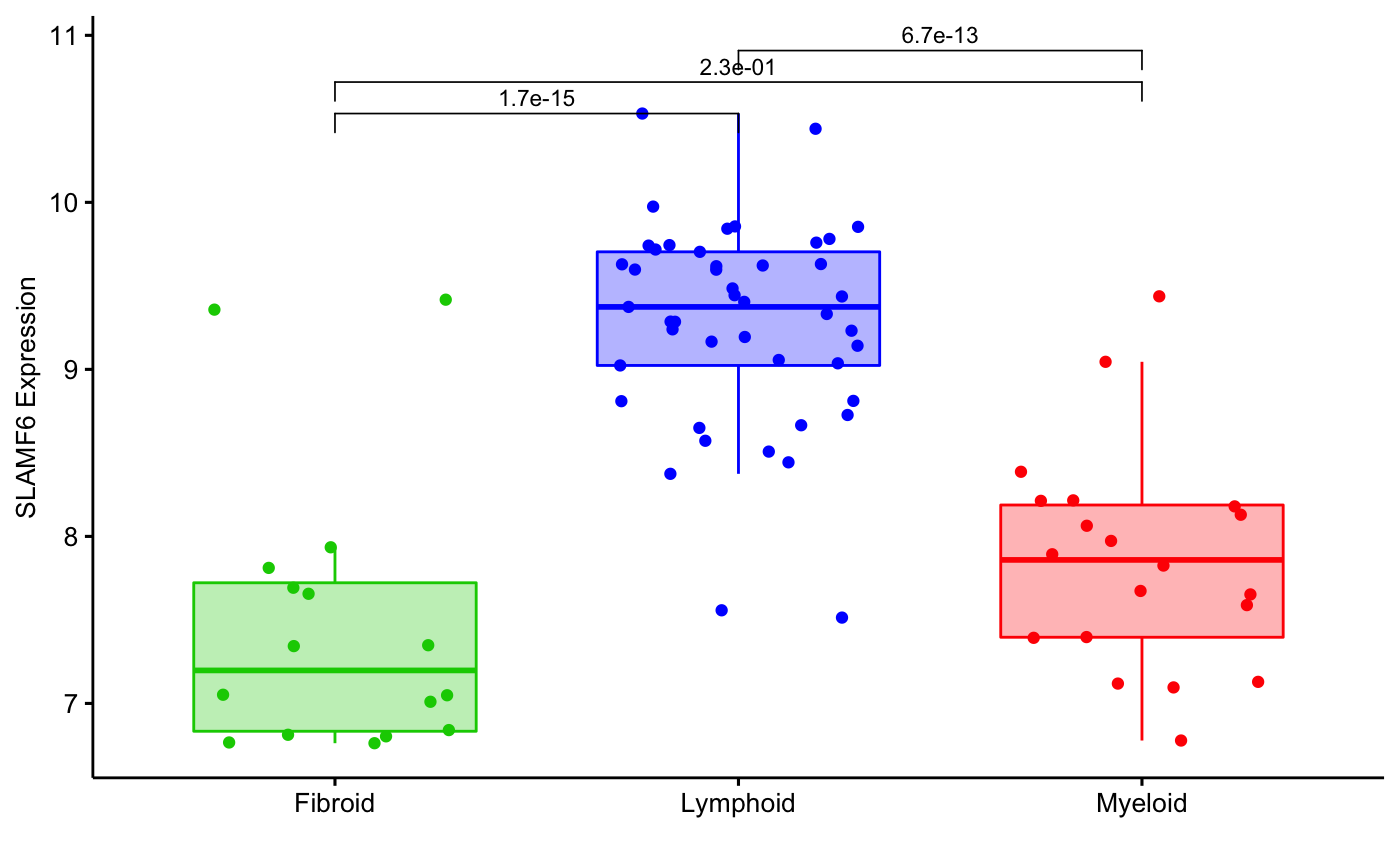 11
6.7e-13
2.3e-01
1.7e-15
10
9
8
7
SLAMF6 Expression
Fibroid
Lymphoid
Myeloid